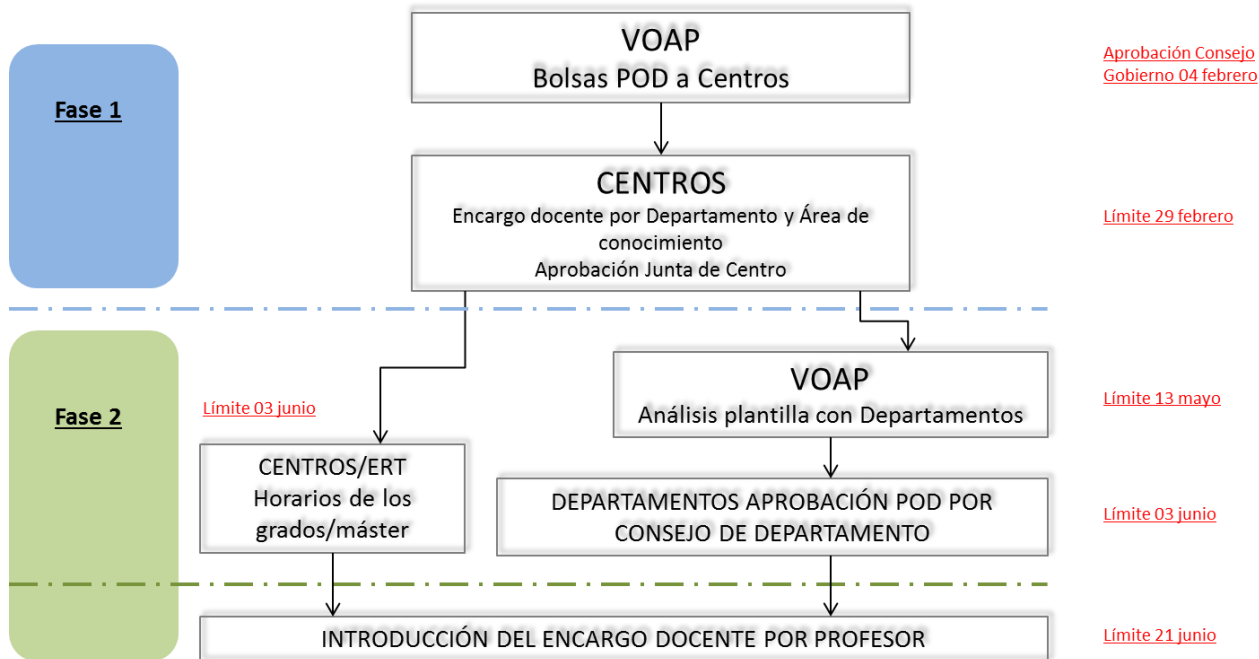 VOAP
Bolsas POD a Centros
Aprobación Consejo
Gobierno 04 febrero
Fase 1
CENTROS
Encargo docente por Departamento y Área de
conocimiento
Aprobación Junta de Centro
Límite 29 febrero
VOAP
Análisis plantilla con Departamentos
Límite 13 mayo
Fase 2
Límite 03 junio
CENTROS/ERT
Horarios de los
grados/máster
DEPARTAMENTOS APROBACIÓN POD POR
CONSEJO DE DEPARTAMENTO
Límite 03 junio
INTRODUCCIÓN DEL ENCARGO DOCENTE POR PROFESOR
Límite 21 junio